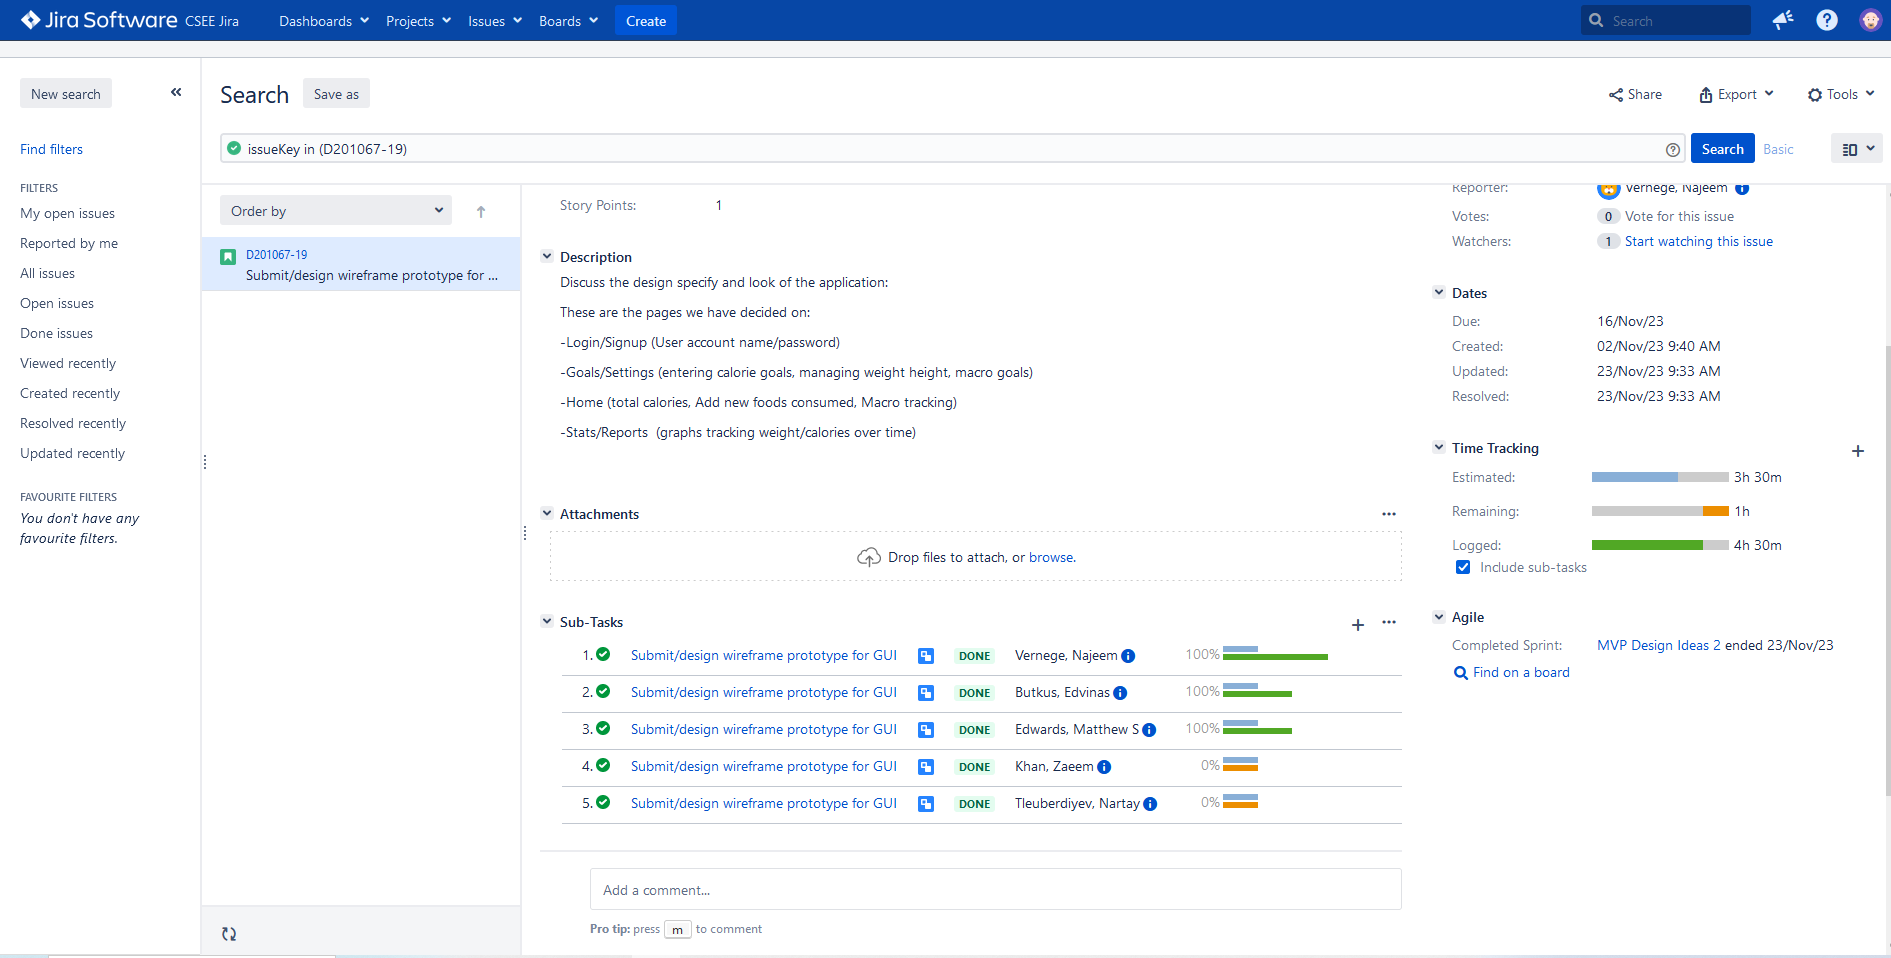 Jira Software CSEE Jira Dashboards Projects Issues Boards Create Search
New search
Find filters
FILTERS
My open issues
Reported by me
All issues
Open issues
Done issues
Viewed recently
Created recently
Resolved recently
Updated recently
FAVOURITE FILTERS
You don't have any
favourite filters.
Search Save as
Share Export Tools
issueKey in (D201067-19)
Search Basic
Order by
D201067-19
Submit/design wireframe prototype for ...
Story Points: 1
Description
Discuss the design specify and look of the application:
These are the pages we have decided on:
-Login/Signup (User account name/password)
-Goals/Settings (entering calorie goals, managing weight height, macro goals)
-Home (total calories, Add new foods consumed, Macro tracking)
-Stats/Reports  (graphs tracking weight/calories over time)
Attachments
Drop files to attach, or browse.
Sub-Tasks
1. Submit/design wireframe prototype for GUI DONE Vernege, Najeem 100%
2. Submit/design wireframe prototype for GUI DONE Butkus, Edvinas 100%
3. Submit/design wireframe prototype for GUI DONE Edwards, Matthew S 100%
4. Submit/design wireframe prototype for GUI DONE Khan, Zaeem 0%
5. Submit/design wireframe prototype for GUI DONE Tleuberdiyev, Nartay 0%
Add a comment...
Pro tip: press m to comment
Reporter: Vernege, Najeem
Votes: 0 Vote for this issue
Watchers: 1 Start watching this issue
Dates
Due: 16/Nov/23
Created: 02/Nov/23 9:40 AM
Updated: 23/Nov/23 9:33 AM
Resolved: 23/Nov/23 9:33 AM
Time Tracking
Estimated: 3h 30m
Remaining: 1h
Logged: 4h 30m
Include sub-tasks
Agile
Completed Sprint: MVP Design Ideas 2 ended 23/Nov/23
Find on a board